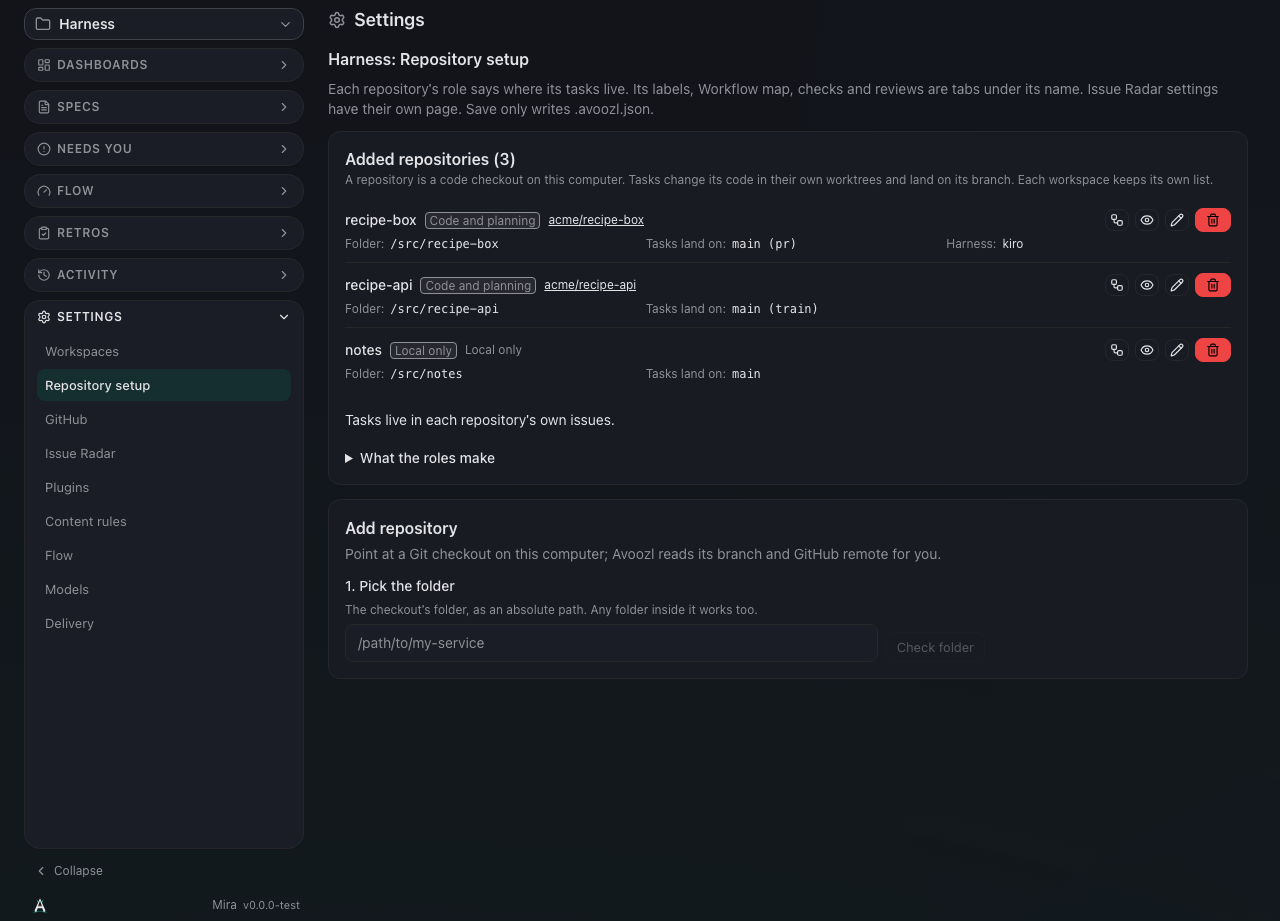 Harness
DASHBOARDS
SPECS
NEEDS YOU
FLOW
RETROS
ACTIVITY
SETTINGS
Workspaces
Repository setup
GitHub
Issue Radar
Plugins
Content rules
Flow
Models
Delivery
Collapse
A
Mira v0.0.0-test
Settings
Harness: Repository setup
Each repository's role says where its tasks live. Its labels, Workflow map, checks and reviews are tabs under its name. Issue Radar settings
have their own page. Save only writes .avoozl.json.
Added repositories (3)
A repository is a code checkout on this computer. Tasks change its code in their own worktrees and land on its branch. Each workspace keeps its own list.
recipe-box Code and planning acme/recipe-box
Folder: /src/recipe-box Tasks land on: main (pr) Harness: kiro
recipe-api Code and planning acme/recipe-api
Folder: /src/recipe-api Tasks land on: main (train)
notes Local only Local only
Folder: /src/notes Tasks land on: main
Tasks live in each repository's own issues.
What the roles make
Add repository
Point at a Git checkout on this computer; Avoozl reads its branch and GitHub remote for you.
1. Pick the folder
The checkout's folder, as an absolute path. Any folder inside it works too.
/path/to/my-service Check folder